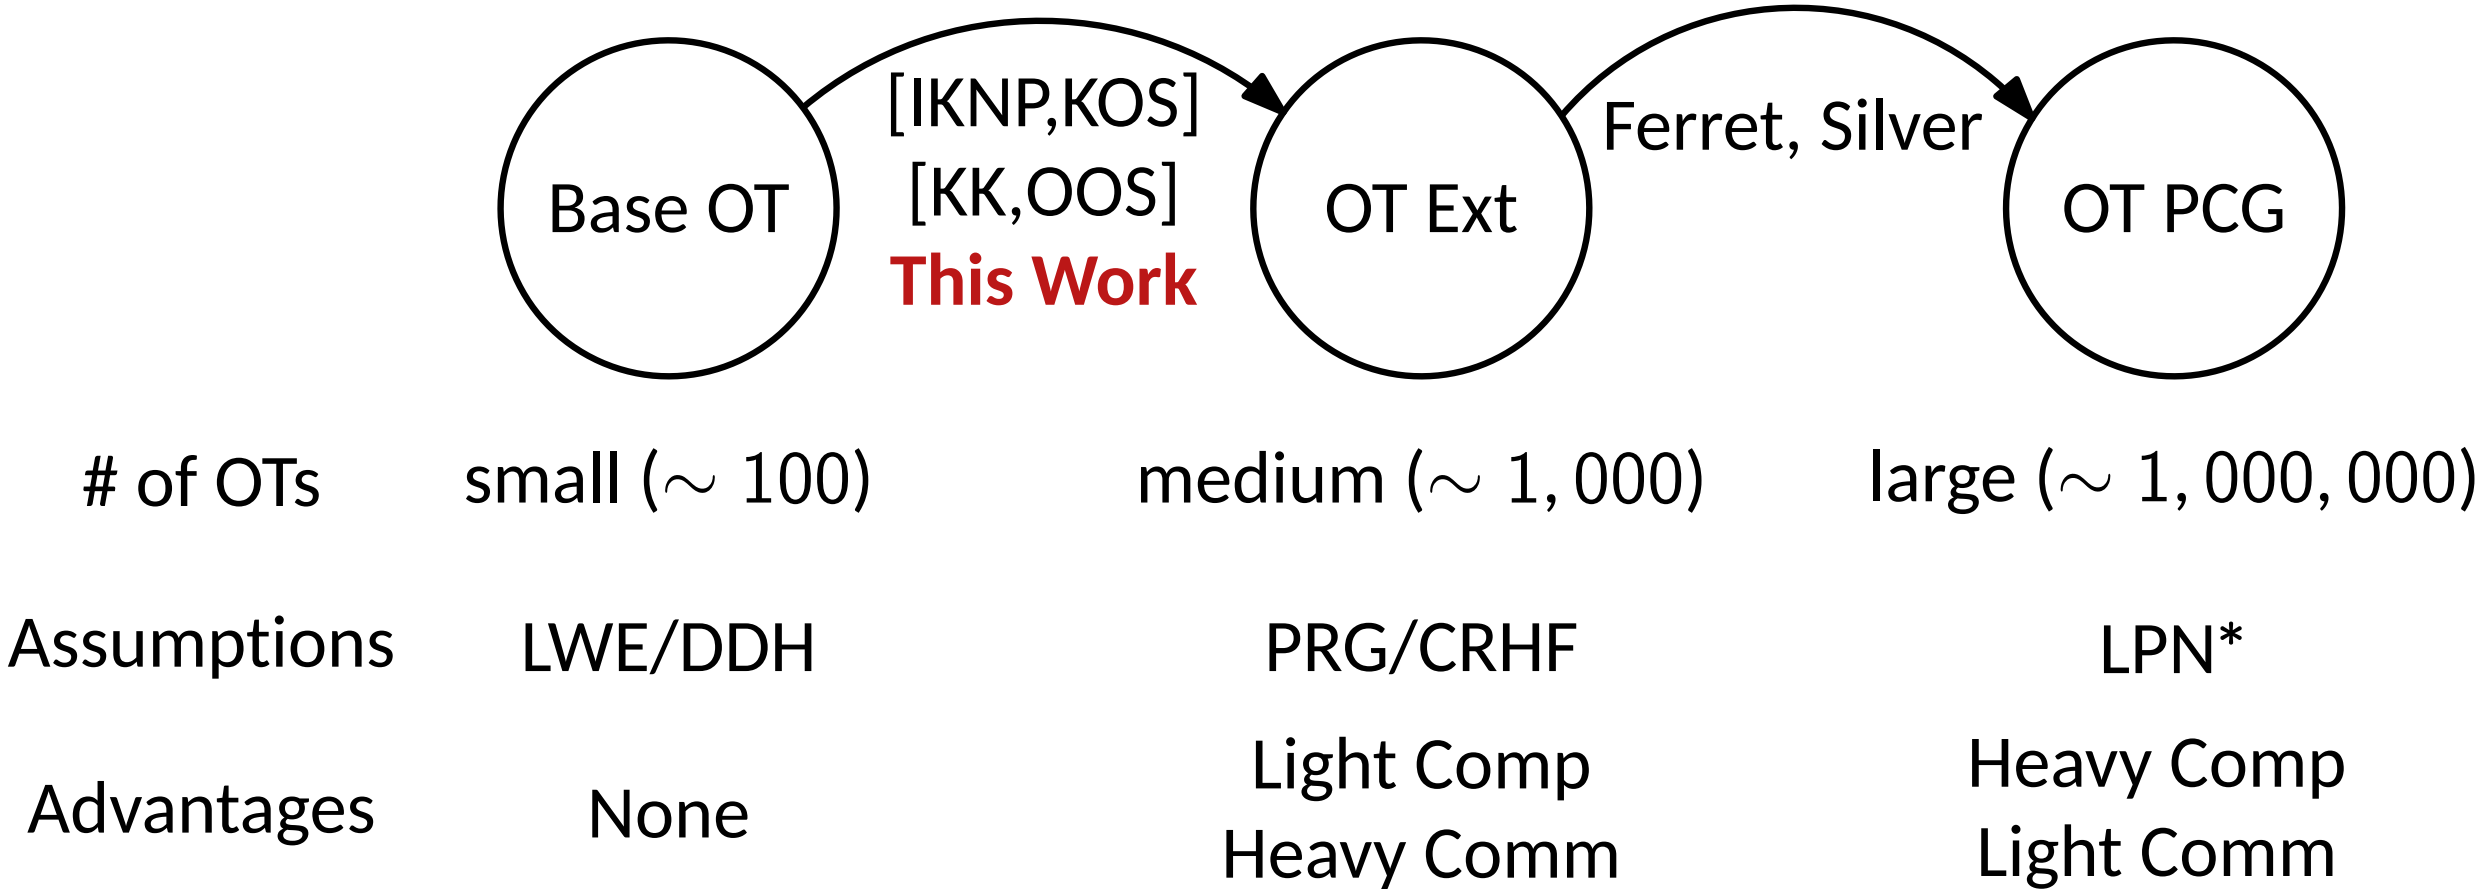 [IKNP,KOS]
[KK,OOS]
This Work
Ferret, Silver
Base OT
OT Ext
OT PCG
# of OTs
small (∼ 100)
medium (∼ 1, 000)
large (∼ 1, 000, 000)
Assumptions
LWE/DDH
PRG/CRHF
LPN*
Advantages
None
Light Comp
Heavy Comm
Heavy Comp
Light Comm